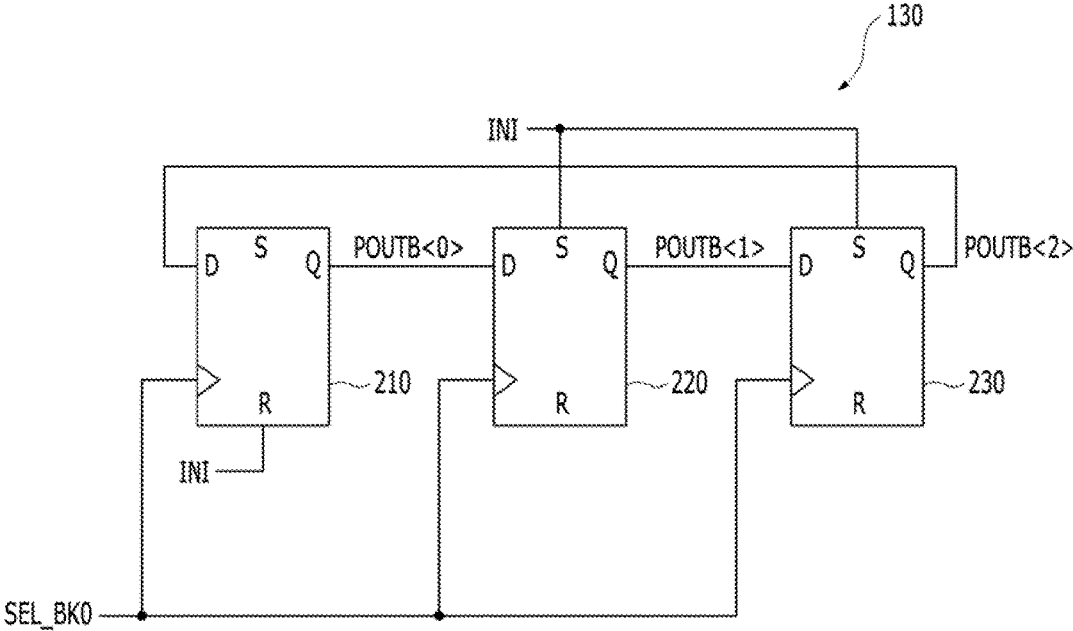 130
INI
S S S
POUTB<0> POUTB<1> POUTB<2>
D Q D Q D Q
210 220 230
R R R
INI
SEL_BK0